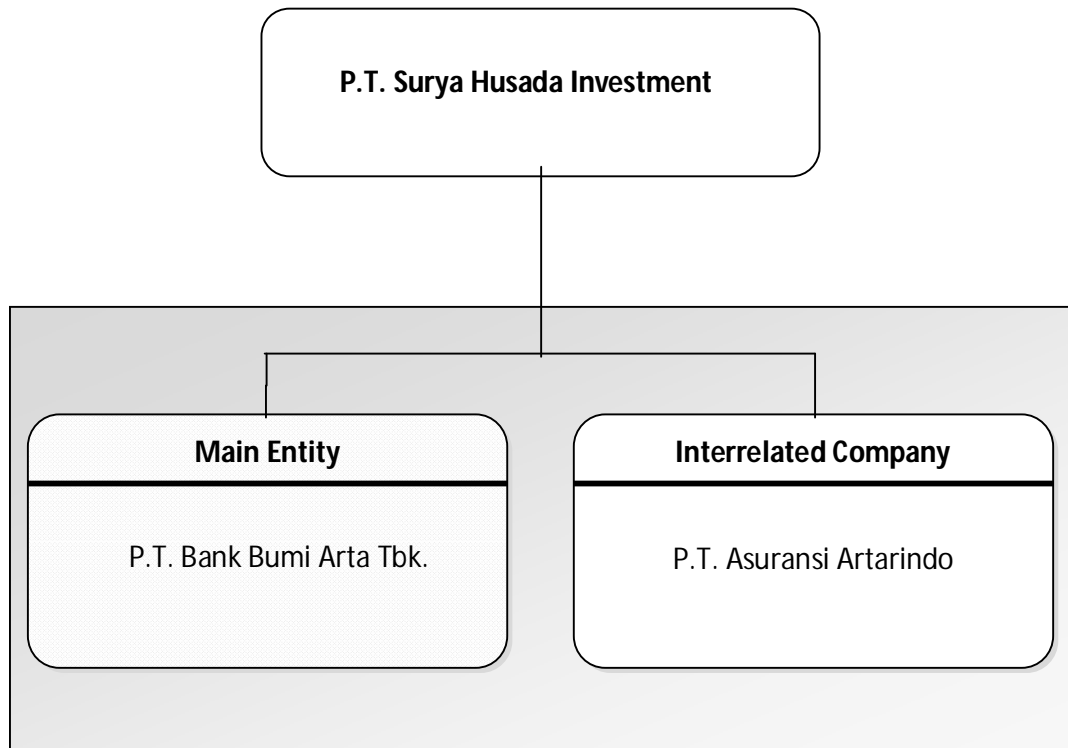 P.T. Surya Husada Investment
Main Entity
P.T. Bank Bumi Arta Tbk.
Interrelated Company
P.T. Asuransi Artarindo